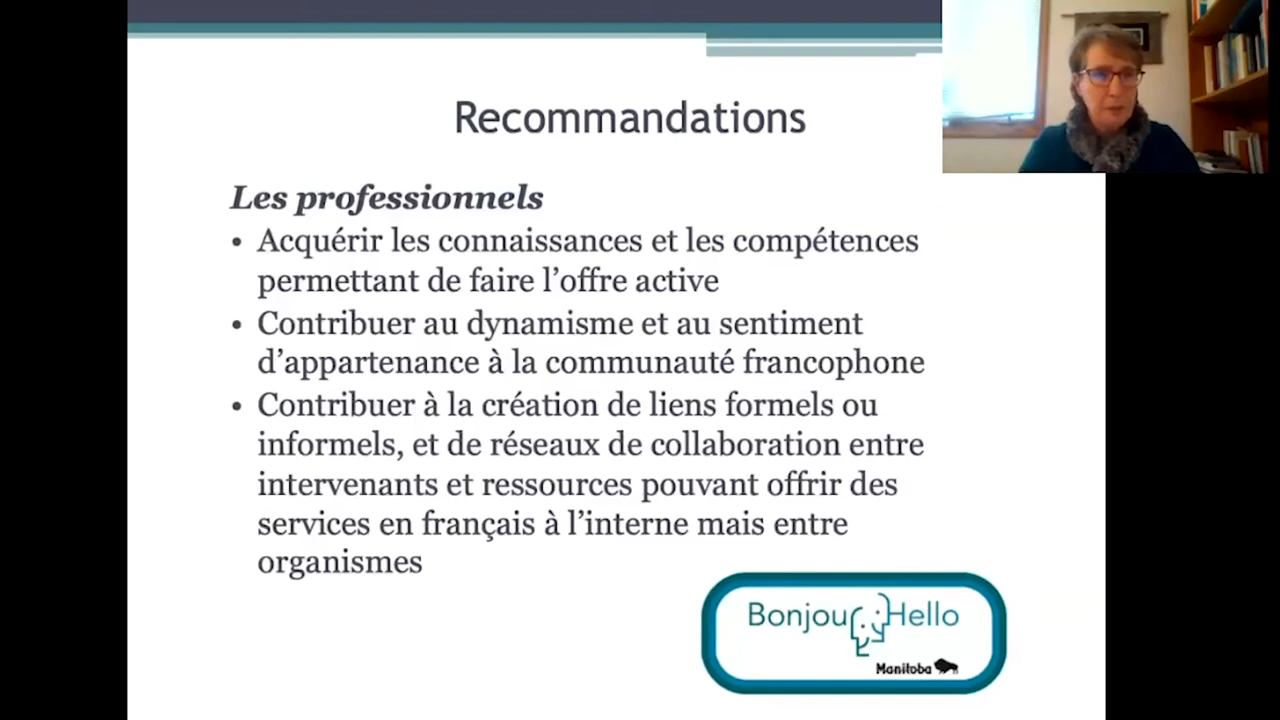 Recommandations
Les professionnels
• Acquérir les connaissances et les compétences
permettant de faire l’offre active
• Contribuer au dynamisme et au sentiment
d’appartenance à la communauté francophone
• Contribuer à la création de liens formels ou
informels, et de réseaux de collaboration entre
intervenants et ressources pouvant offrir des
services en français à l’interne mais entre
organismes
Bonjour Hello
Manitoba